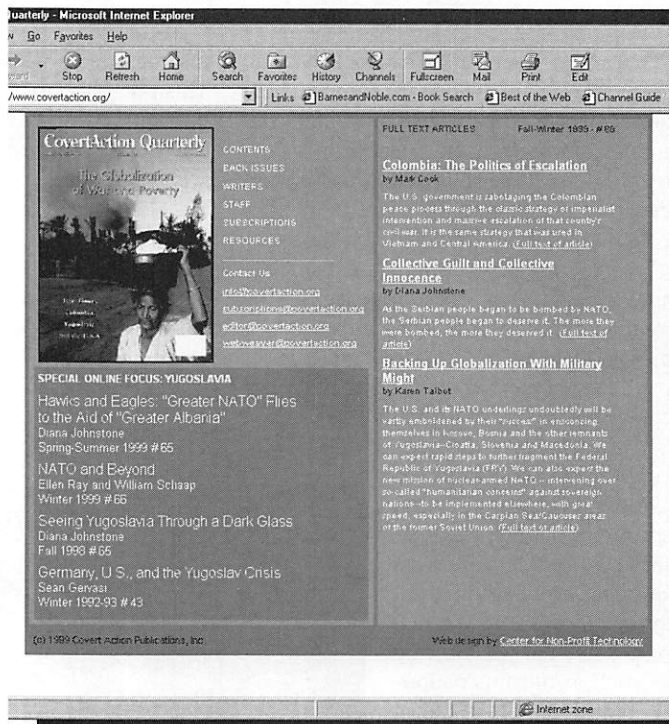 Quarterly - Microsoft Internet Explorer
Go Favorites Help
Stop Refresh Home Search Favorites History Channels Fullscreen Mail Print Edit
/www.covertaction.org/ Links BarnesandNoble.com - Book Search Best of the Web Channel Guide
CovertAction Quarterly
The Globalization
of War and Poverty
East Timor
Colombia
Yugoslavia
CONTENTS
BACK ISSUES
WRITERS
STAFF
SUBSCRIPTIONS
RESOURCES
Contact Us
info@covertaction.org
subscriptions@covertaction.org
editor@covertaction.org
webweaver@covertaction.org
SPECIAL ONLINE FOCUS: YUGOSLAVIA
Hawks and Eagles: "Greater NATO" Flies
to the Aid of "Greater Albania"
Diana Johnstone
Spring-Summer 1999 #65
NATO and Beyond
Ellen Ray and William Schaap
Winter 1999 #66
Seeing Yugoslavia Through a Dark Glass
Diana Johnstone
Fall 1998 #65
Germany, U.S., and the Yugoslav Crisis
Sean Gervasi
Winter 1992-93 #43
FULL TEXT ARTICLES Fall-Winter 1999 - #68
Colombia: The Politics of Escalation
by Mark Cook
The U.S. government is sabotaging the Colombian
peace process through the classic strategy of imperialist
intervention and massive escalation of that country's
civil war. It is the same strategy that was used in
Vietnam and Central America. (Full text of article)
Collective Guilt and Collective
Innocence
by Diana Johnstone
As the Serbian people began to be bombed by NATO,
the Serbian people began to deserve it. The more they
were bombed, the more they deserved it. (Full text of
article)
Backing Up Globalization With Military
Might
by Karen Talbot
The U.S. and its NATO underlings undoubtedly will be
vastly emboldened by their "success" in ensconcing
themselves in Kosovo, Bosnia and the other remnants
of Yugoslavia--Croatia, Slovenia and Macedonia. We
can expect rapid steps to further fragment the Federal
Republic of Yugoslavia (FRY). We can also expect the
new mission of nuclear-armed NATO -- intervening over
so-called "humanitarian concerns" against sovereign
nations--to be implemented elsewhere, with great
speed, especially in the Caspian Sea/Caucuses areas
of the former Soviet Union. (Full text of article)
(c) 1999 Covert Action Publications, Inc. Web design by Center for Non-Profit Technology
Internet zone